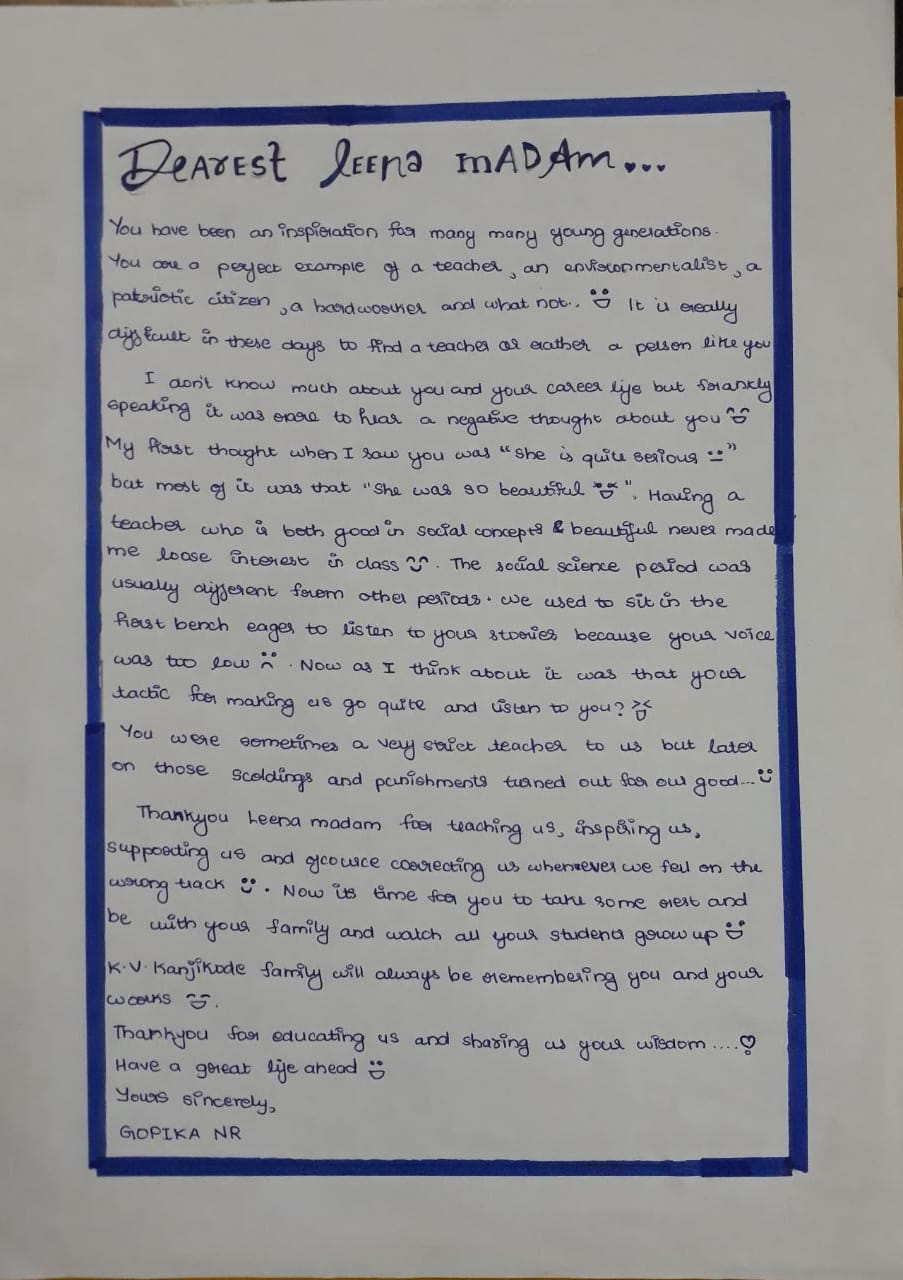 DEAREST leena mADAm...
You have been an inspiration for many many young generations.
You are a perfect example of a teacher, an environmentalist, a
patriotic citizen, a hardworker and what not.. It is really
difficult in these days to find a teacher or rather a person like you
I don't know much about you and your career life but forankly
speaking it was rare to hear a negative thought about you
My first thought when I saw you was "She is quite serious"
but most of it was that "She was so beautiful". Having a
teacher who is both good in social concepts & beautiful never made
me loose interest in class. The social science period was
usually different from other periods. We used to sit in the
first bench eager to listen to your stories because your voice
was too low. Now as I think about it was that your
tactic for making us go quite and listen to you?
You were sometimes a vey strict teacher to us but later
on those scoldings and punishments turned out for our good...
Thankyou Leena madam for teaching us, inspiring us,
supporting us and ofcource correcting us whenever we fell on the
wrong track. Now its time for you to take some rest and
be with your family and watch all your students grow up
K.V. Kanjikode family will always be remembering you and your
works.
Thankyou for educating us and sharing us your wisdom....
Have a great life ahead
Yours sincerely,
GOPIKA NR